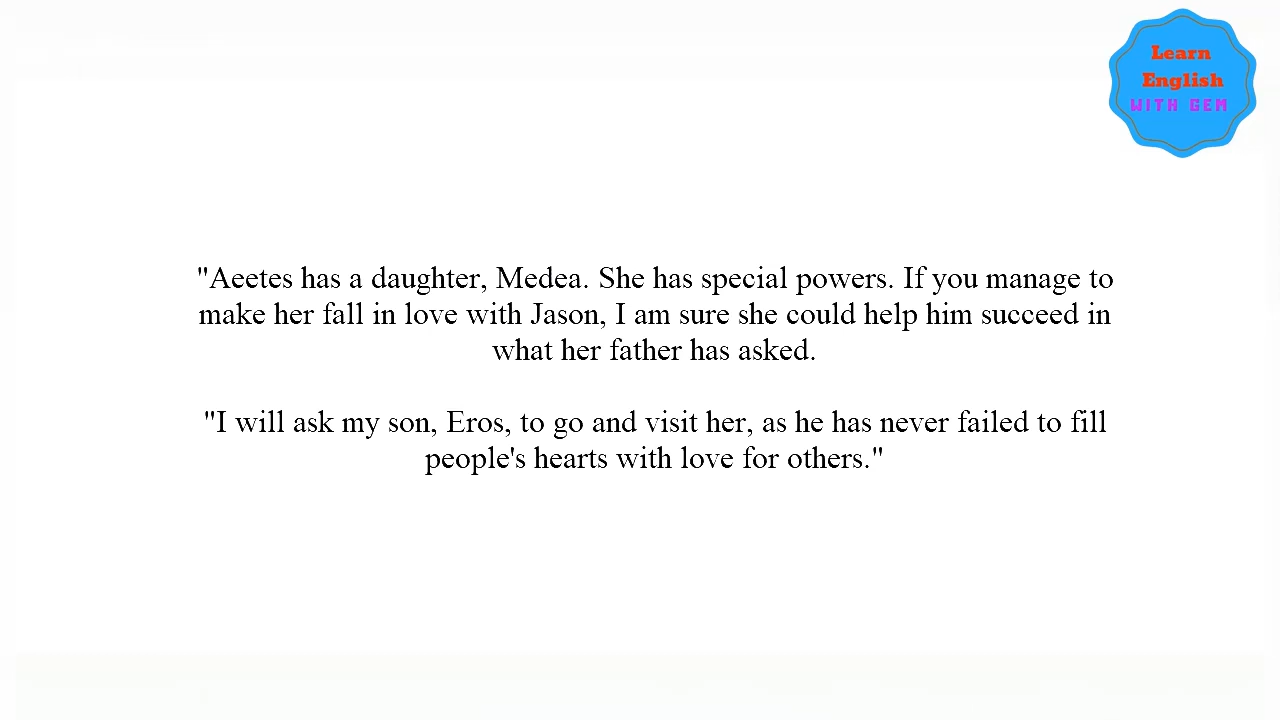 Learn
English
WITH GEM
"Aeetes has a daughter, Medea. She has special powers. If you manage to
make her fall in love with Jason, I am sure she could help him succeed in
what her father has asked.
"I will ask my son, Eros, to go and visit her, as he has never failed to fill
people's hearts with love for others."